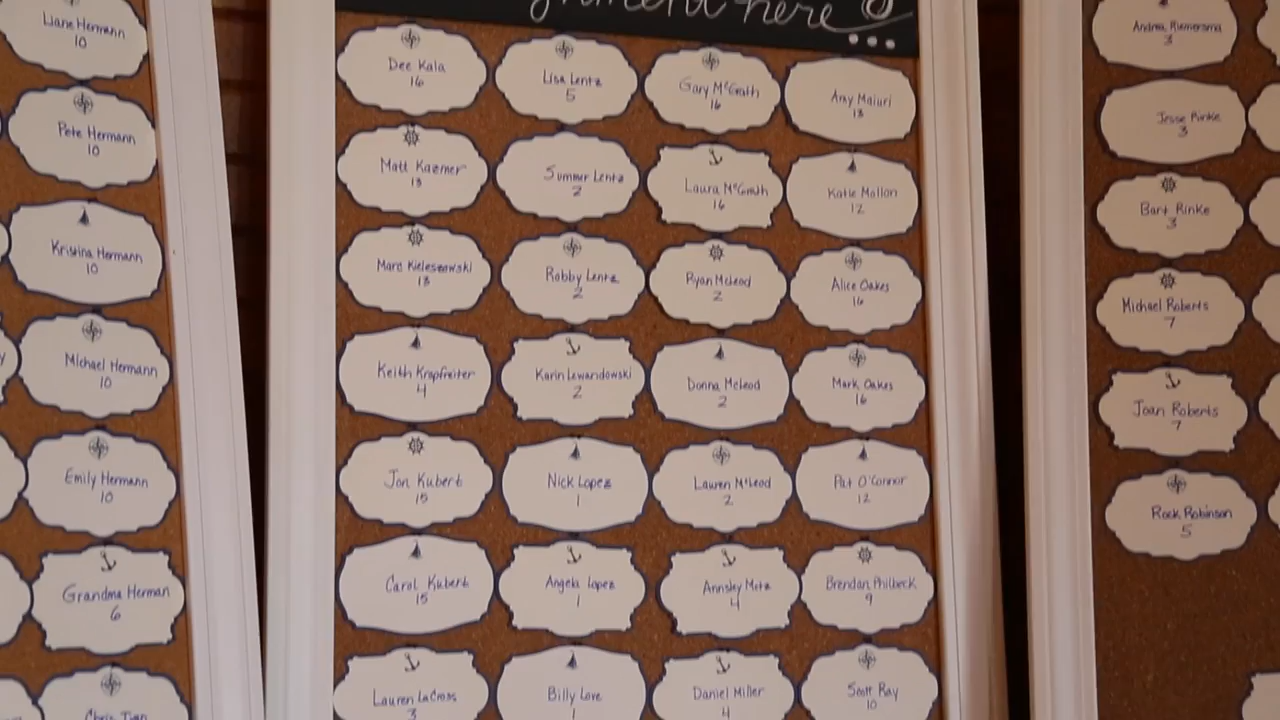 here
Liane Hermann
10
Pete Hermann
10
Kristina Hermann
10
Michael Hermann
10
Emily Hermann
10
Grandma Herman
6
Dee Kala
16
Matt Kazmer
13
Marc Kieleszewski
13
Keith Krapfreiter
4
Jon Kubert
15
Carol Kubert
15
Lauren LaCross
3
Lisa Lentz
5
Summer Lentz
2
Robby Lentz
2
Karin Lewandowski
2
Nick Lopez
1
Angela Lopez
1
Billy Love
1
Gary McGrath
16
Laura McGrath
16
Ryan McLeod
2
Donna McLeod
2
Lauren McLeod
2
Annsley Motz
4
Daniel Miller
4
Amy Maiuri
13
Katie Mallon
12
Alice Oakes
16
Mark Oakes
16
Pat O'Connor
12
Brendan Philbeck
9
Scott Ray
10
Andrea Riemersma
3
Jesse Rinke
3
Bart Rinke
3
Michael Roberts
7
Joan Roberts
7
Rock Robinson
5